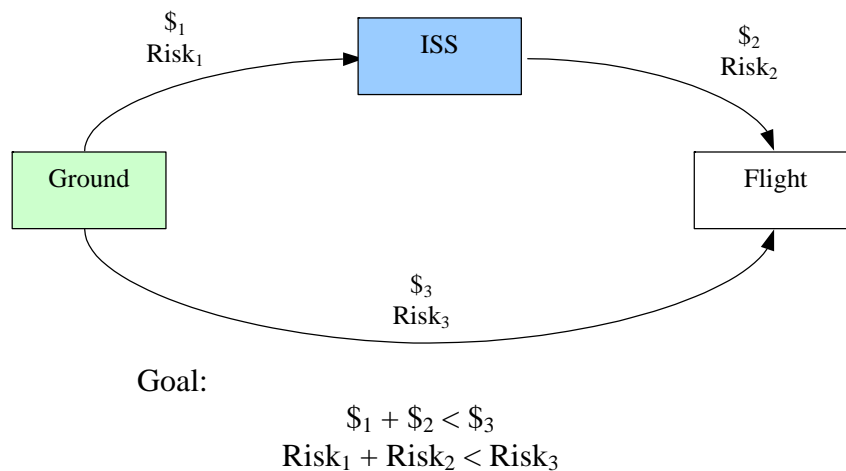 $₁
Risk₁
ISS
$₂
Risk₂
Ground
Flight
$₃
Risk₃
Goal:
$₁ + $₂ < $₃
Risk₁ + Risk₂ < Risk₃